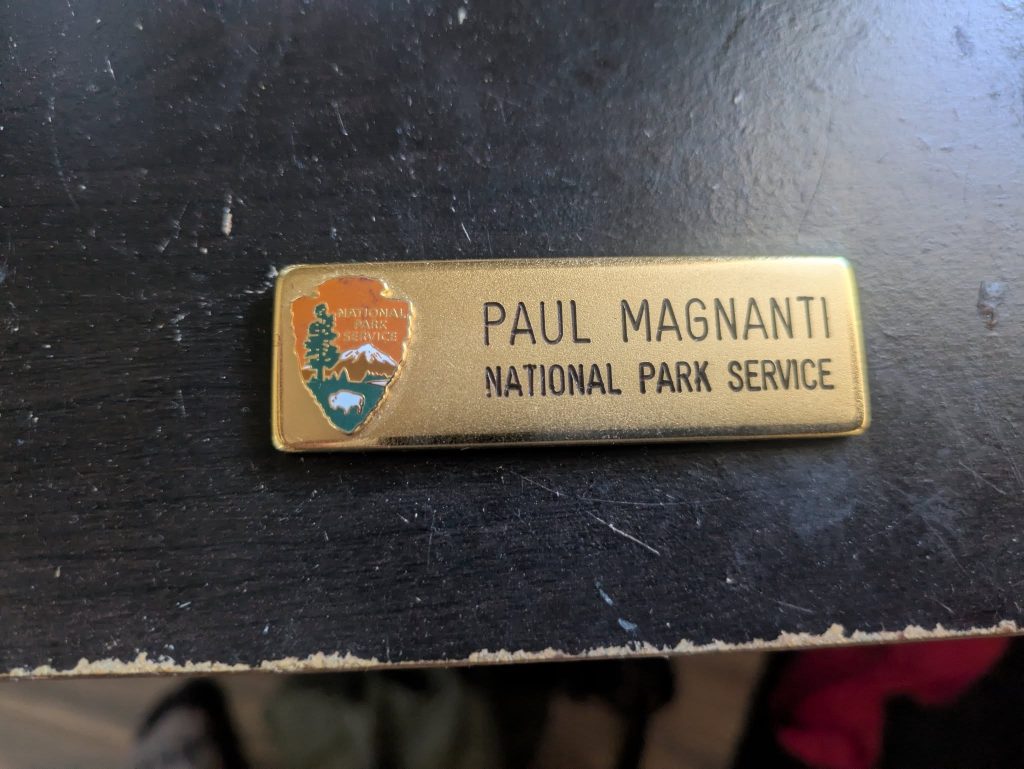 NATIONAL
PARK
SERVICE
PAUL MAGNANTI
NATIONAL PARK SERVICE